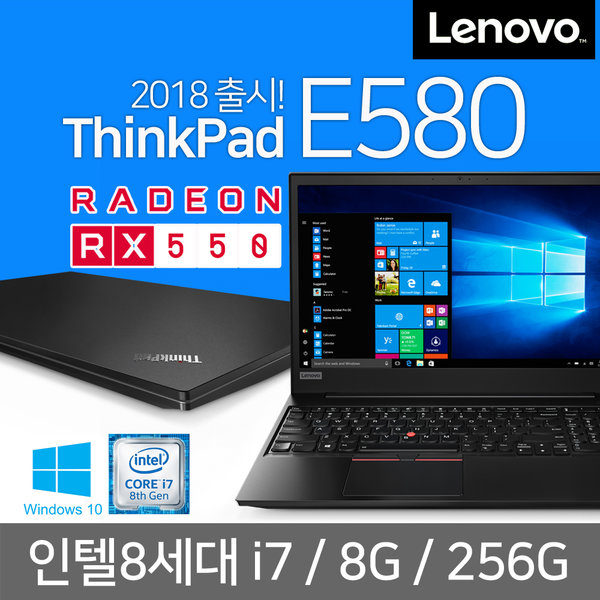 Lenovo™
2018 출시!
ThinkPad E580
RADEON
RX 550
ThinkPad
Lenovo
Windows 10
intel®
CORE i7
8th Gen
인텔8세대 i7 / 8G / 256G